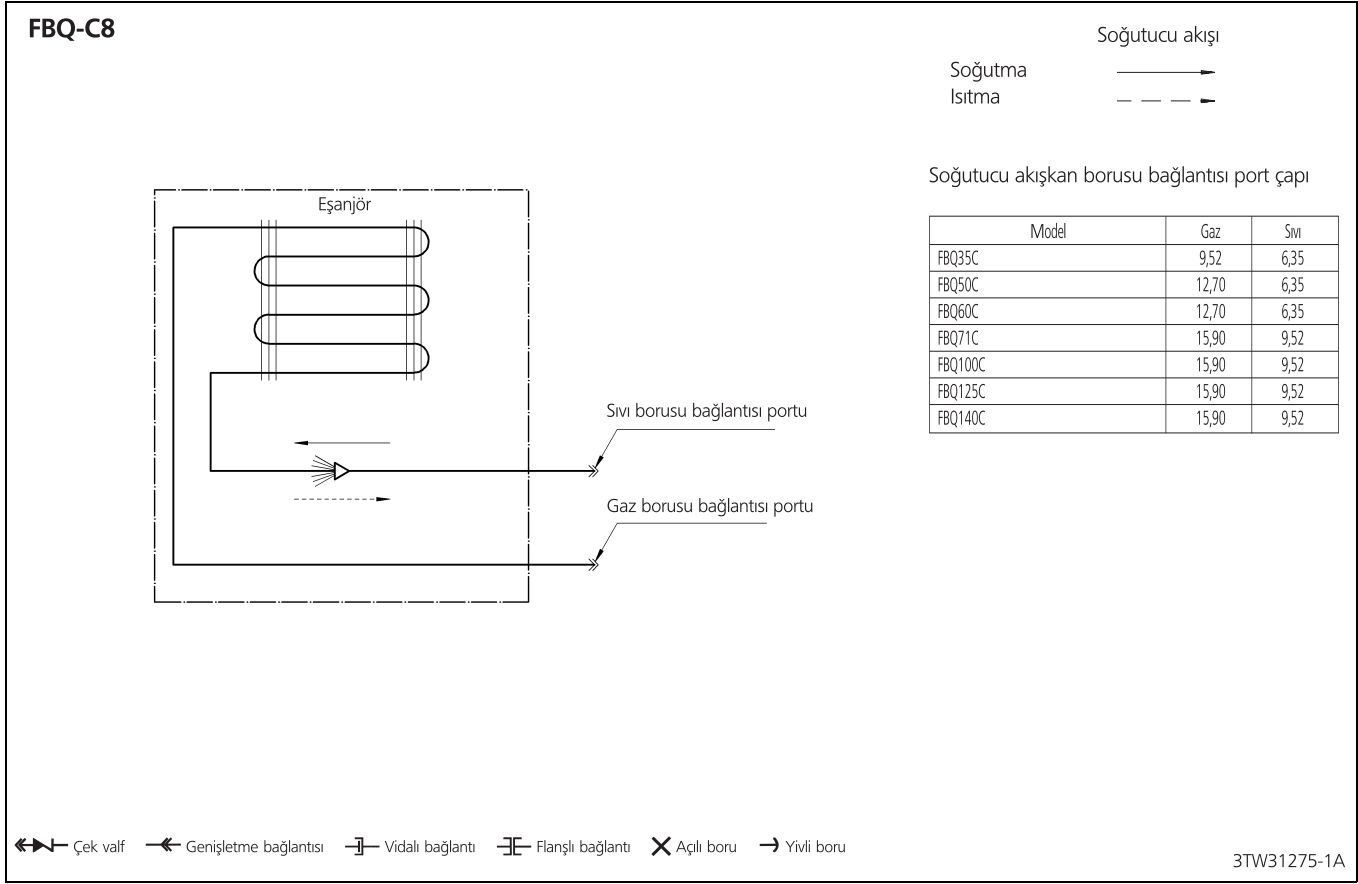 FBQ-C8
Soğutucu akışı
Soğutma
Isıtma
Soğutucu akışkan borusu bağlantısı port çapı
Model Gaz Sıvı
FBQ35C 9,52 6,35
FBQ50C 12,70 6,35
FBQ60C 12,70 6,35
FBQ71C 15,90 9,52
FBQ100C 15,90 9,52
FBQ125C 15,90 9,52
FBQ140C 15,90 9,52
Eşanjör
Sıvı borusu bağlantısı portu
Gaz borusu bağlantısı portu
Çek valf Genişletme bağlantısı Vidalı bağlantı Flanşlı bağlantı Açılı boru Yivli boru
3TW31275-1A